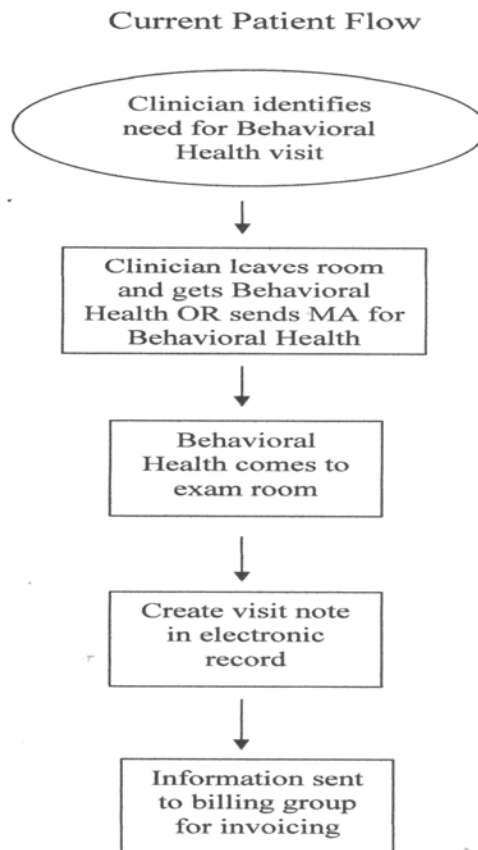 Current Patient Flow
Clinician identifies
need for Behavioral
Health visit
Clinician leaves room
and gets Behavioral
Health OR sends MA for
Behavioral Health
Behavioral
Health comes to
exam room
Create visit note
in electronic
record
Information sent
to billing group
for invoicing